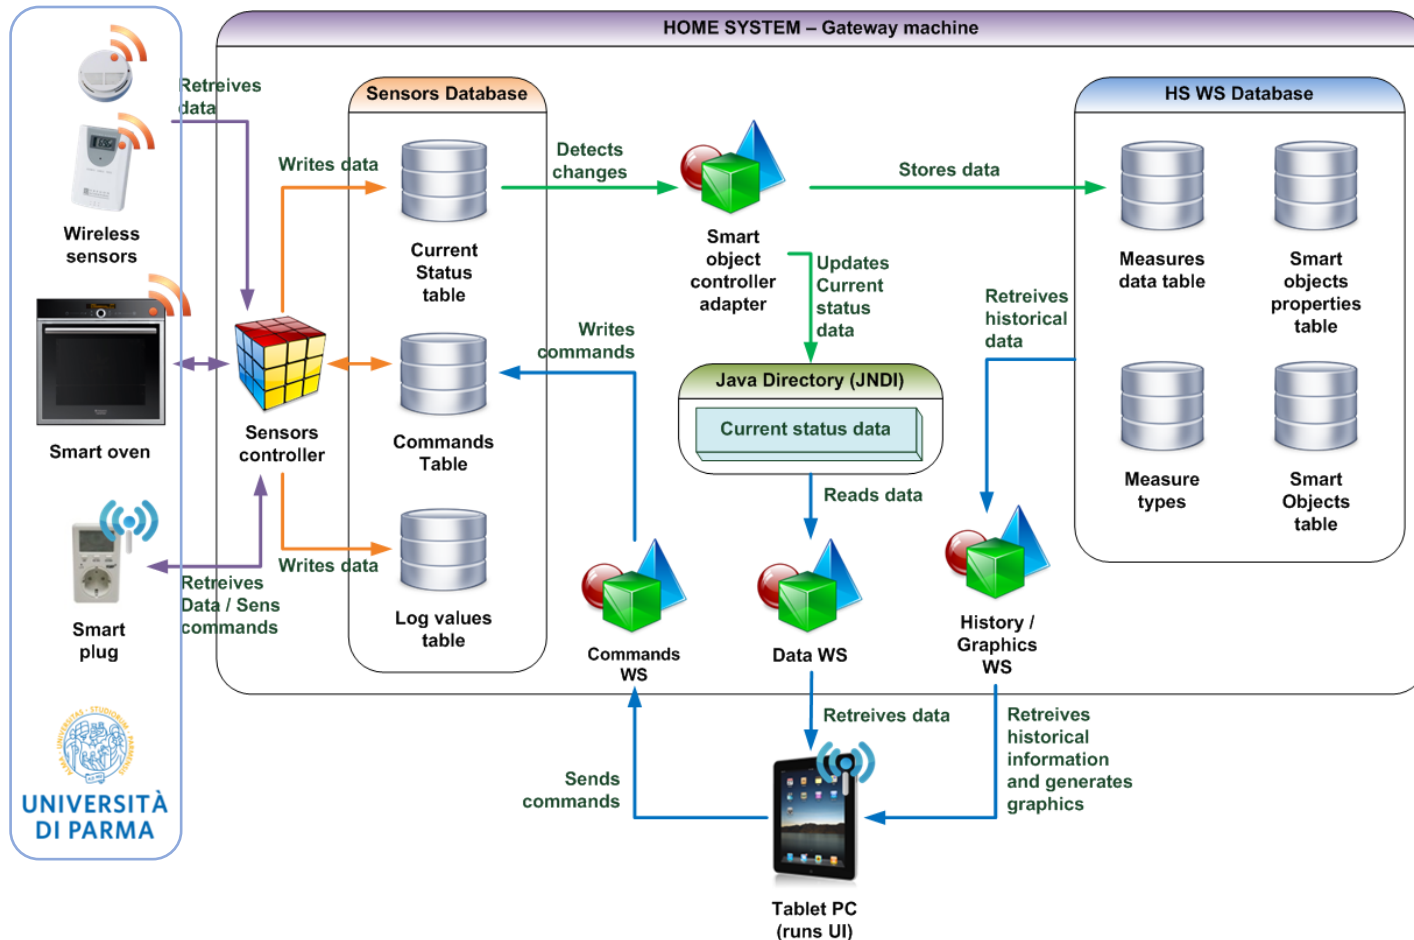 HOME SYSTEM – Gateway machine
Retreives
data
Wireless
sensors
Smart oven
Smart
plug
UNIVERSITÀ
DI PARMA
Sensors
controller
Retreives
Data / Sens
commands
Writes data
Writes data
Sensors Database
Current
Status
table
Commands
Table
Log values
table
Detects
changes
Smart
object
controller
adapter
Stores data
Updates
Current
status
data
Writes
commands
Java Directory (JNDI)
Current status data
Reads data
Retreives
historical
data
HS WS Database
Measures
data table
Smart
objects
properties
table
Measure
types
Smart
Objects
table
Commands
WS
Data WS
History /
Graphics
WS
Sends
commands
Retreives data
Retreives
historical
information
and generates
graphics
Tablet PC
(runs UI)